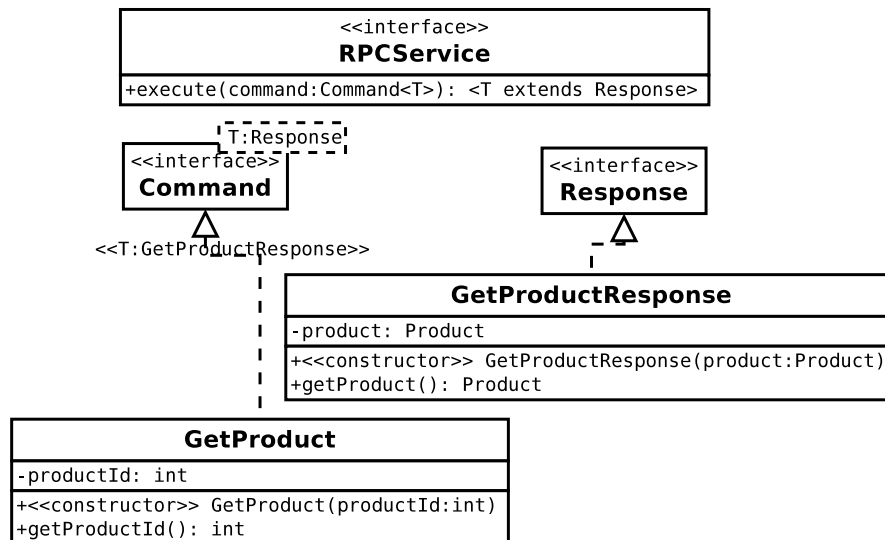 <<interface>>
RPCService
+execute(command:Command<T>): <T extends Response>
T:Response
<<interface>>
Command
<<interface>>
Response
<<T:GetProductResponse>>
GetProductResponse
-product: Product
+<<constructor>> GetProductResponse(product:Product)
+getProduct(): Product
GetProduct
-productId: int
+<<constructor>> GetProduct(productId:int)
+getProductId(): int